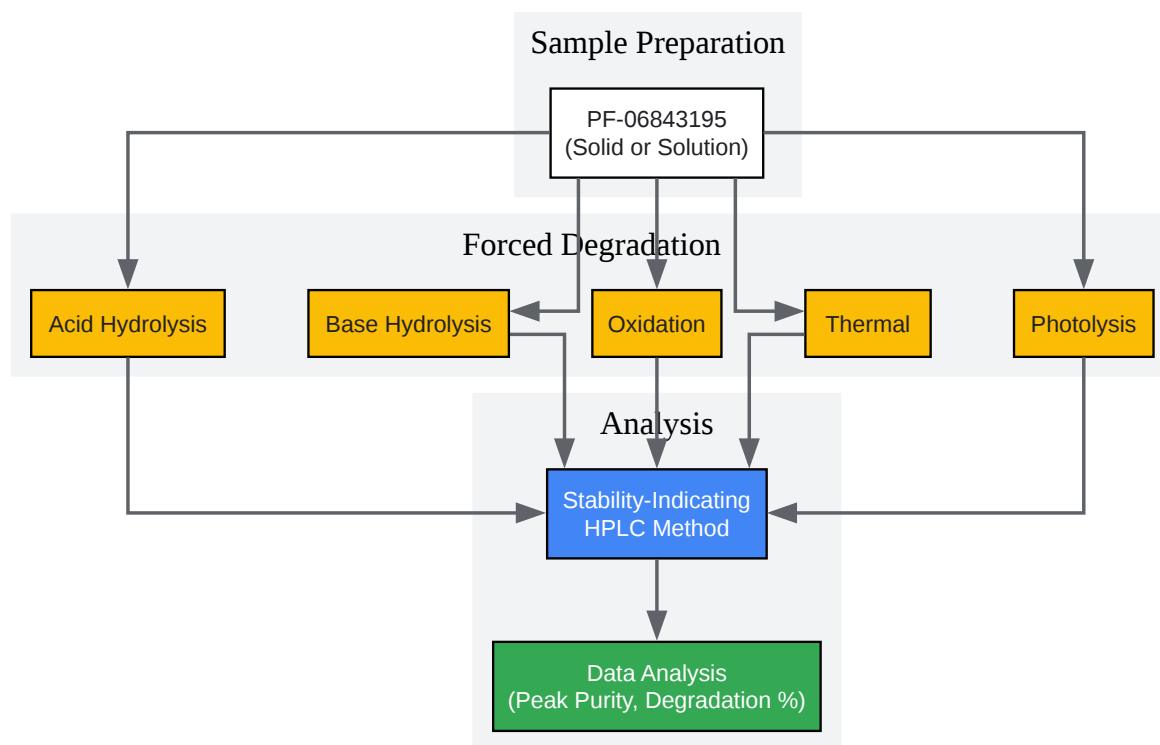 Sample Preparation
PF-06843195
(Solid or Solution)
Forced Degradation
Acid Hydrolysis
Base Hydrolysis
Oxidation
Thermal
Photolysis
Analysis
Stability-Indicating
HPLC Method
Data Analysis
(Peak Purity, Degradation %)